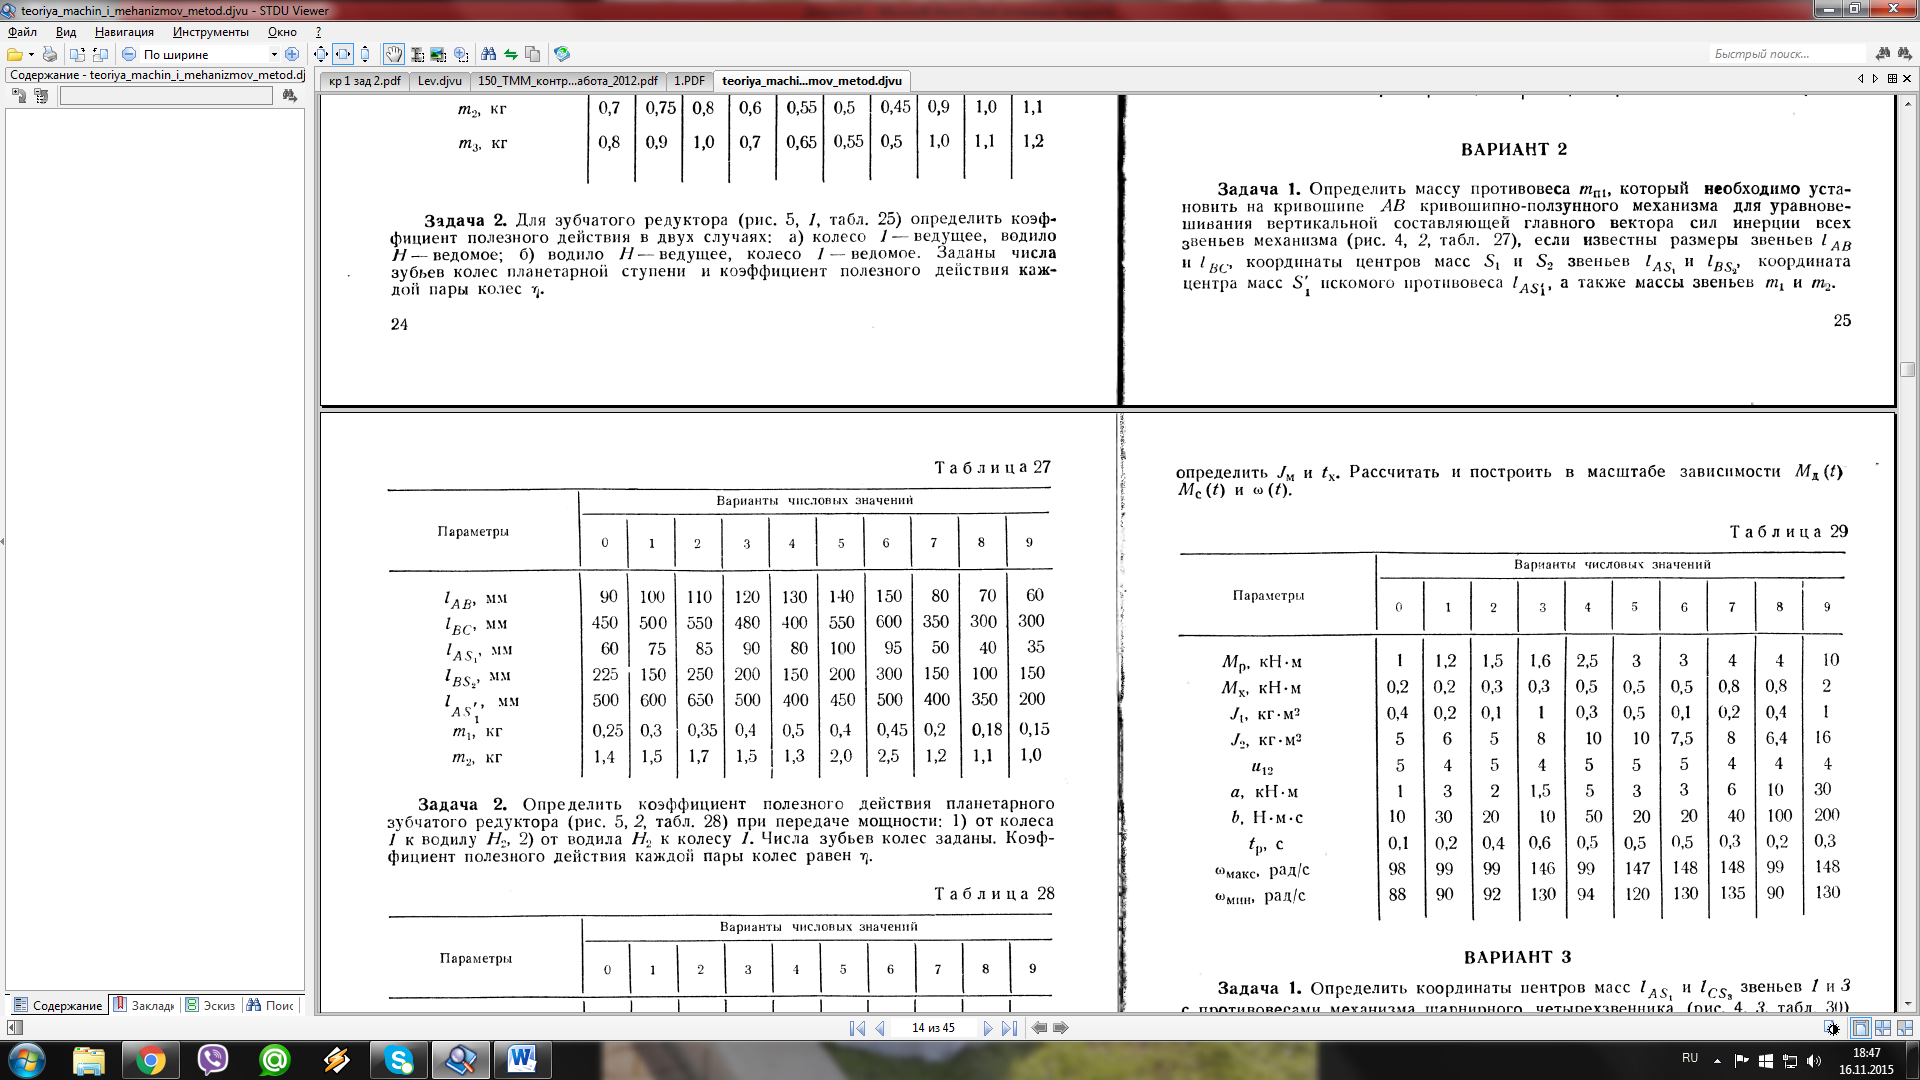 teoriya_machin_i_mehanizmov_metod.djvu - STDU Viewer
Файл Вид Навигация Инструменты Окно ?
По ширине
Быстрый поиск...
Содержание - teoriya_machin_i_mehanizmov_metod.dj
кр 1 зад 2.pdf Lev.djvu 150_ТММ_контр...абота_2012.pdf 1.PDF teoriya_machi...mov_metod.djvu
m2, кг 0,7 0,75 0,8 0,6 0,55 0,5 0,45 0,9 1,0 1,1
m3, кг 0,8 0,9 1,0 0,7 0,65 0,55 0,5 1,0 1,1 1,2
Задача 2. Для зубчатого редуктора (рис. 5, 1, табл. 25) определить коэф-
фициент полезного действия в двух случаях: а) колесо 1 — ведущее, водило
H — ведомое; б) водило H — ведущее, колесо 1 — ведомое. Заданы числа
зубьев колес планетарной ступени и коэффициент полезного действия каж-
дой пары колес η.
24
ВАРИАНТ 2
Задача 1. Определить массу противовеса mп1, который необходимо уста-
новить на кривошипе AB кривошипно-ползунного механизма для уравнове-
шивания вертикальной составляющей главного вектора сил инерции всех
звеньев механизма (рис. 4, 2, табл. 27), если известны размеры звеньев lAB
и lBC, координаты центров масс S1 и S2 звеньев lAS1 и lBS2, координата
центра масс S′1 искомого противовеса lAS′1, а также массы звеньев m1 и m2.
25
Таблица 27
Варианты числовых значений
Параметры
0 1 2 3 4 5 6 7 8 9
lAB, мм 90 100 110 120 130 140 150 80 70 60
lBC, мм 450 500 550 480 400 550 600 350 300 300
lAS1, мм 60 75 85 90 80 100 95 50 40 35
lBS2, мм 225 150 250 200 150 200 300 150 100 150
lAS′1, мм 500 600 650 500 400 450 500 400 350 200
m1, кг 0,25 0,3 0,35 0,4 0,5 0,4 0,45 0,2 0,18 0,15
m2, кг 1,4 1,5 1,7 1,5 1,3 2,0 2,5 1,2 1,1 1,0
Задача 2. Определить коэффициент полезного действия планетарного
зубчатого редуктора (рис. 5, 2, табл. 28) при передаче мощности: 1) от колеса
1 к водилу H2, 2) от водила H2 к колесу 1. Числа зубьев колес заданы. Коэф-
фициент полезного действия каждой пары колес равен η.
Таблица 28
Варианты числовых значений
Параметры
0 1 2 3 4 5 6 7 8 9
определить Jм и tх. Рассчитать и построить в масштабе зависимости Mд (t)
Mс (t) и ω (t).
Таблица 29
Варианты числовых значений
Параметры
0 1 2 3 4 5 6 7 8 9
Mр, кН·м 1 1,2 1,5 1,6 2,5 3 3 4 4 10
Mх, кН·м 0,2 0,2 0,3 0,3 0,5 0,5 0,5 0,8 0,8 2
J1, кг·м² 0,4 0,2 0,1 1 0,3 0,5 0,1 0,2 0,4 1
J2, кг·м² 5 6 5 8 10 10 7,5 8 6,4 16
u12 5 4 5 4 5 5 5 4 4 4
a, кН·м 1 3 2 1,5 5 3 3 6 10 30
b, Н·м·с 10 30 20 10 50 20 20 40 100 200
tр, с 0,1 0,2 0,4 0,6 0,5 0,5 0,5 0,3 0,2 0,3
ωмакс, рад/с 98 99 99 146 99 147 148 148 99 148
ωмин, рад/с 88 90 92 130 94 120 130 135 90 130
ВАРИАНТ 3
Задача 1. Определить координаты центров масс lAS1 и lCS3 звеньев 1 и 3
с противовесами механизма шарнирного четырехзвенника (рис. 4, 3, табл. 30)
Содержание Закладк Эскиз Поис
14 из 45
RU
18:47
16.11.2015